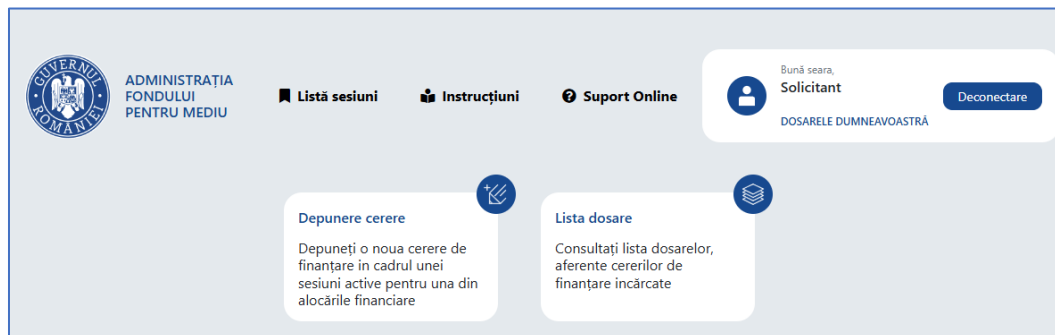 GUVERNUL ROMÂNIEI
ADMINISTRAȚIA
FONDULUI
PENTRU MEDIU
Listă sesiuni
Instrucțiuni
Suport Online
Bună seara,
Solicitant
DOSARELE DUMNEAVOASTRĂ
Deconectare
Depunere cerere
Depuneți o noua cerere de
finanțare in cadrul unei
sesiuni active pentru una din
alocările financiare
Lista dosare
Consultați lista dosarelor,
aferente cererilor de
finanțare incărcate